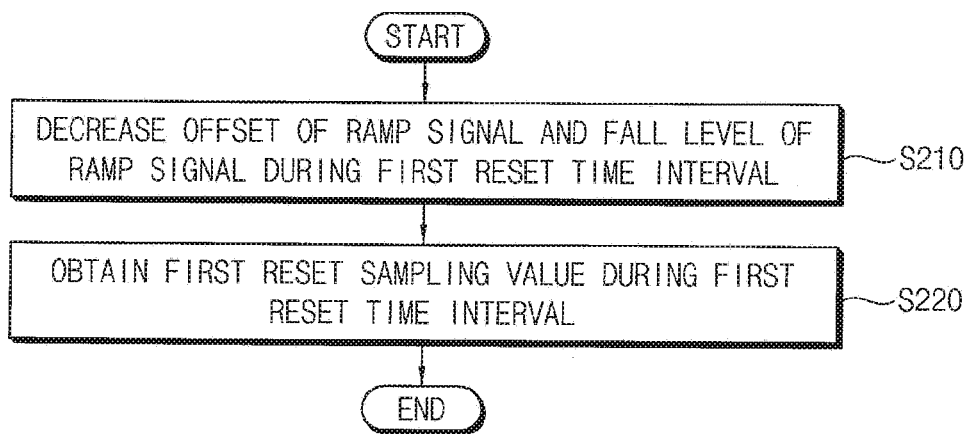 START
DECREASE OFFSET OF RAMP SIGNAL AND FALL LEVEL OF
RAMP SIGNAL DURING FIRST RESET TIME INTERVAL
S210
OBTAIN FIRST RESET SAMPLING VALUE DURING FIRST
RESET TIME INTERVAL
S220
END